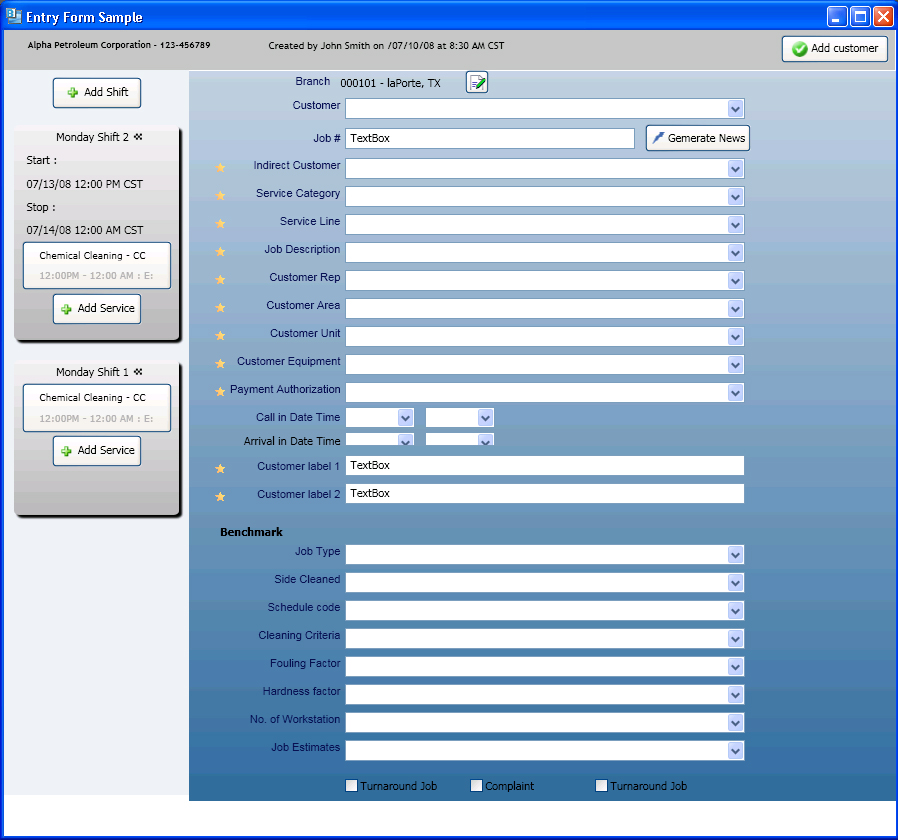 Entry Form Sample
Alpha Petroleum Corporation - 123-456789
Created by John Smith on /07/10/08 at 8:30 AM CST
Add customer
Add Shift
Monday Shift 2
Start :
07/13/08 12:00 PM CST
Stop :
07/14/08 12:00 AM CST
Chemical Cleaning - CC
12:00PM - 12:00 AM : E:
Add Service
Monday Shift 1
Chemical Cleaning - CC
12:00PM - 12:00 AM : E:
Add Service
Branch 000101 - laPorte, TX
Customer
Job # TextBox Gemerate News
Indirect Customer
Service Category
Service Line
Job Description
Customer Rep
Customer Area
Customer Unit
Customer Equipment
Payment Authorization
Call in Date Time
Arrival in Date Time
Customer label 1 TextBox
Customer label 2 TextBox
Benchmark
Job Type
Side Cleaned
Schedule code
Cleaning Criteria
Fouling Factor
Hardness factor
No. of Workstation
Job Estimates
Turnaround Job Complaint Turnaround Job